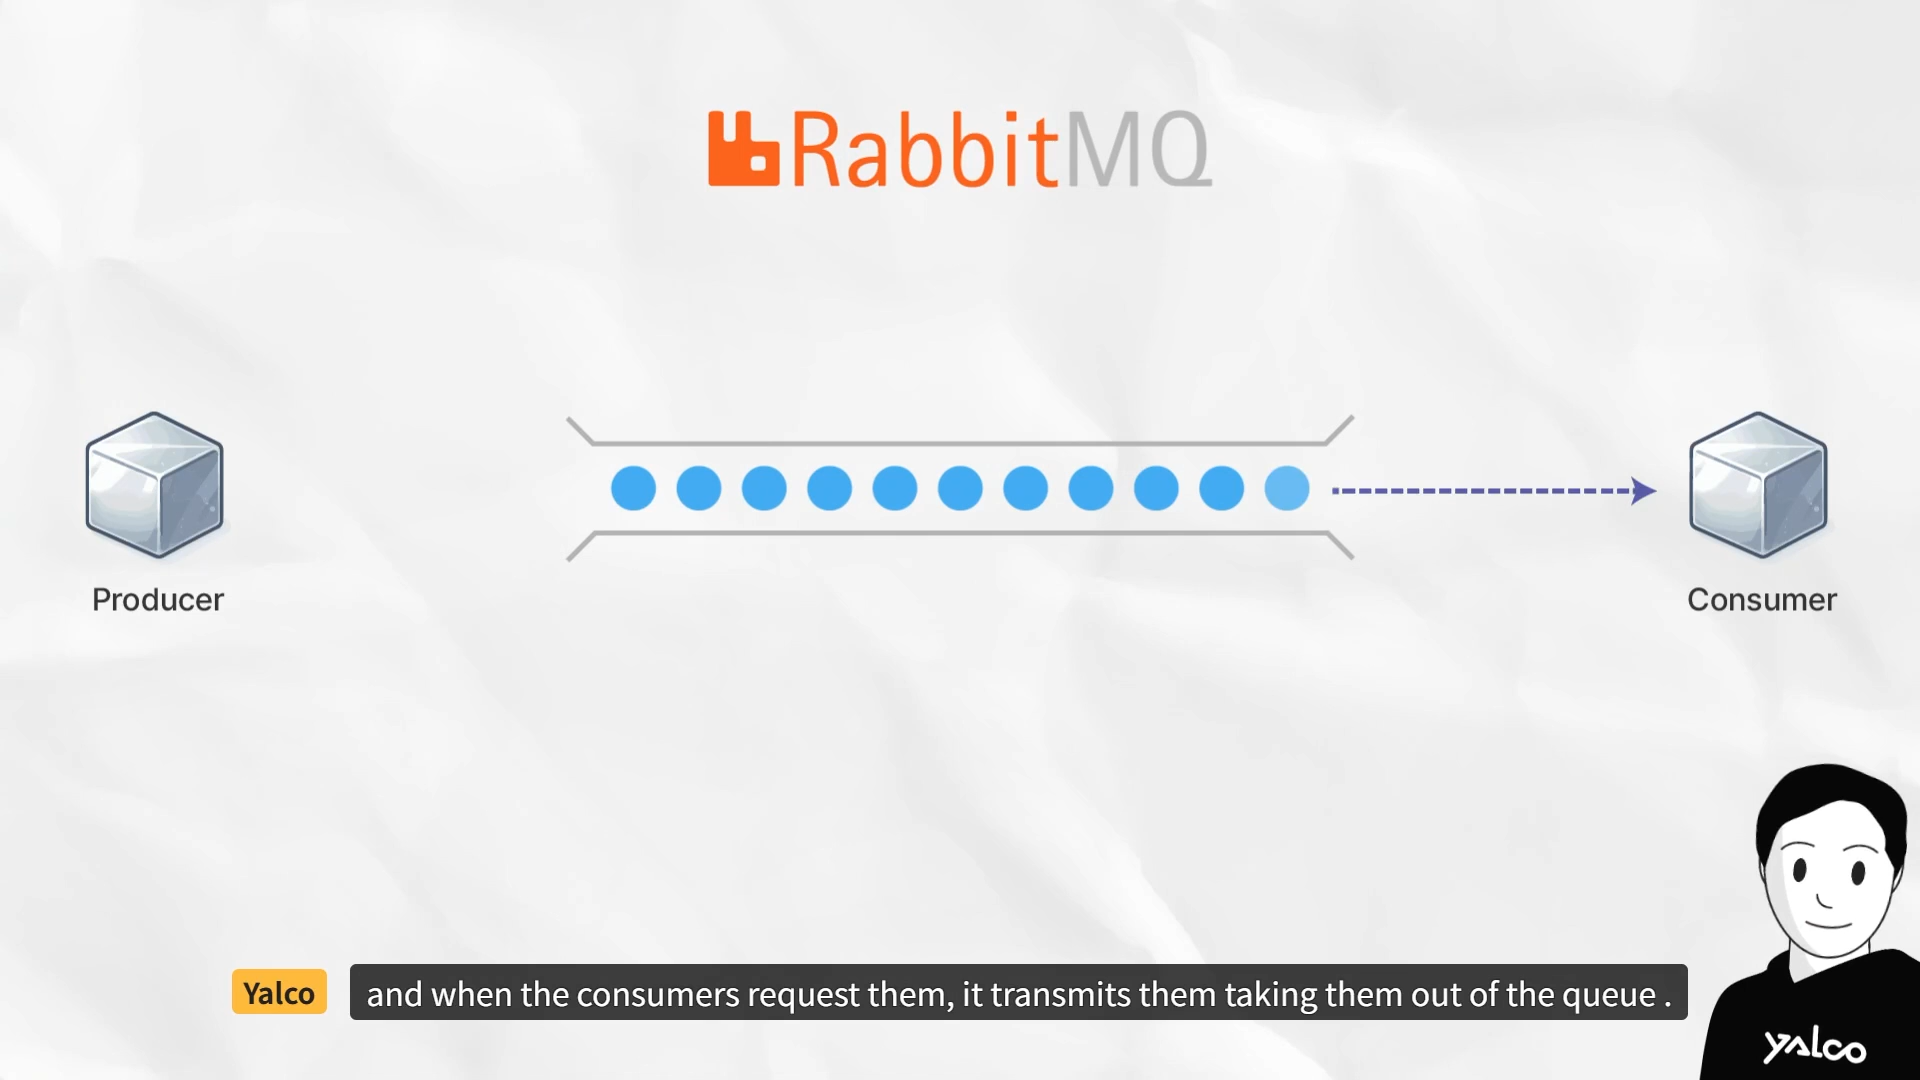 RabbitMQ
Producer
Consumer
Yalco and when the consumers request them, it transmits them taking them out of the queue .
yalco